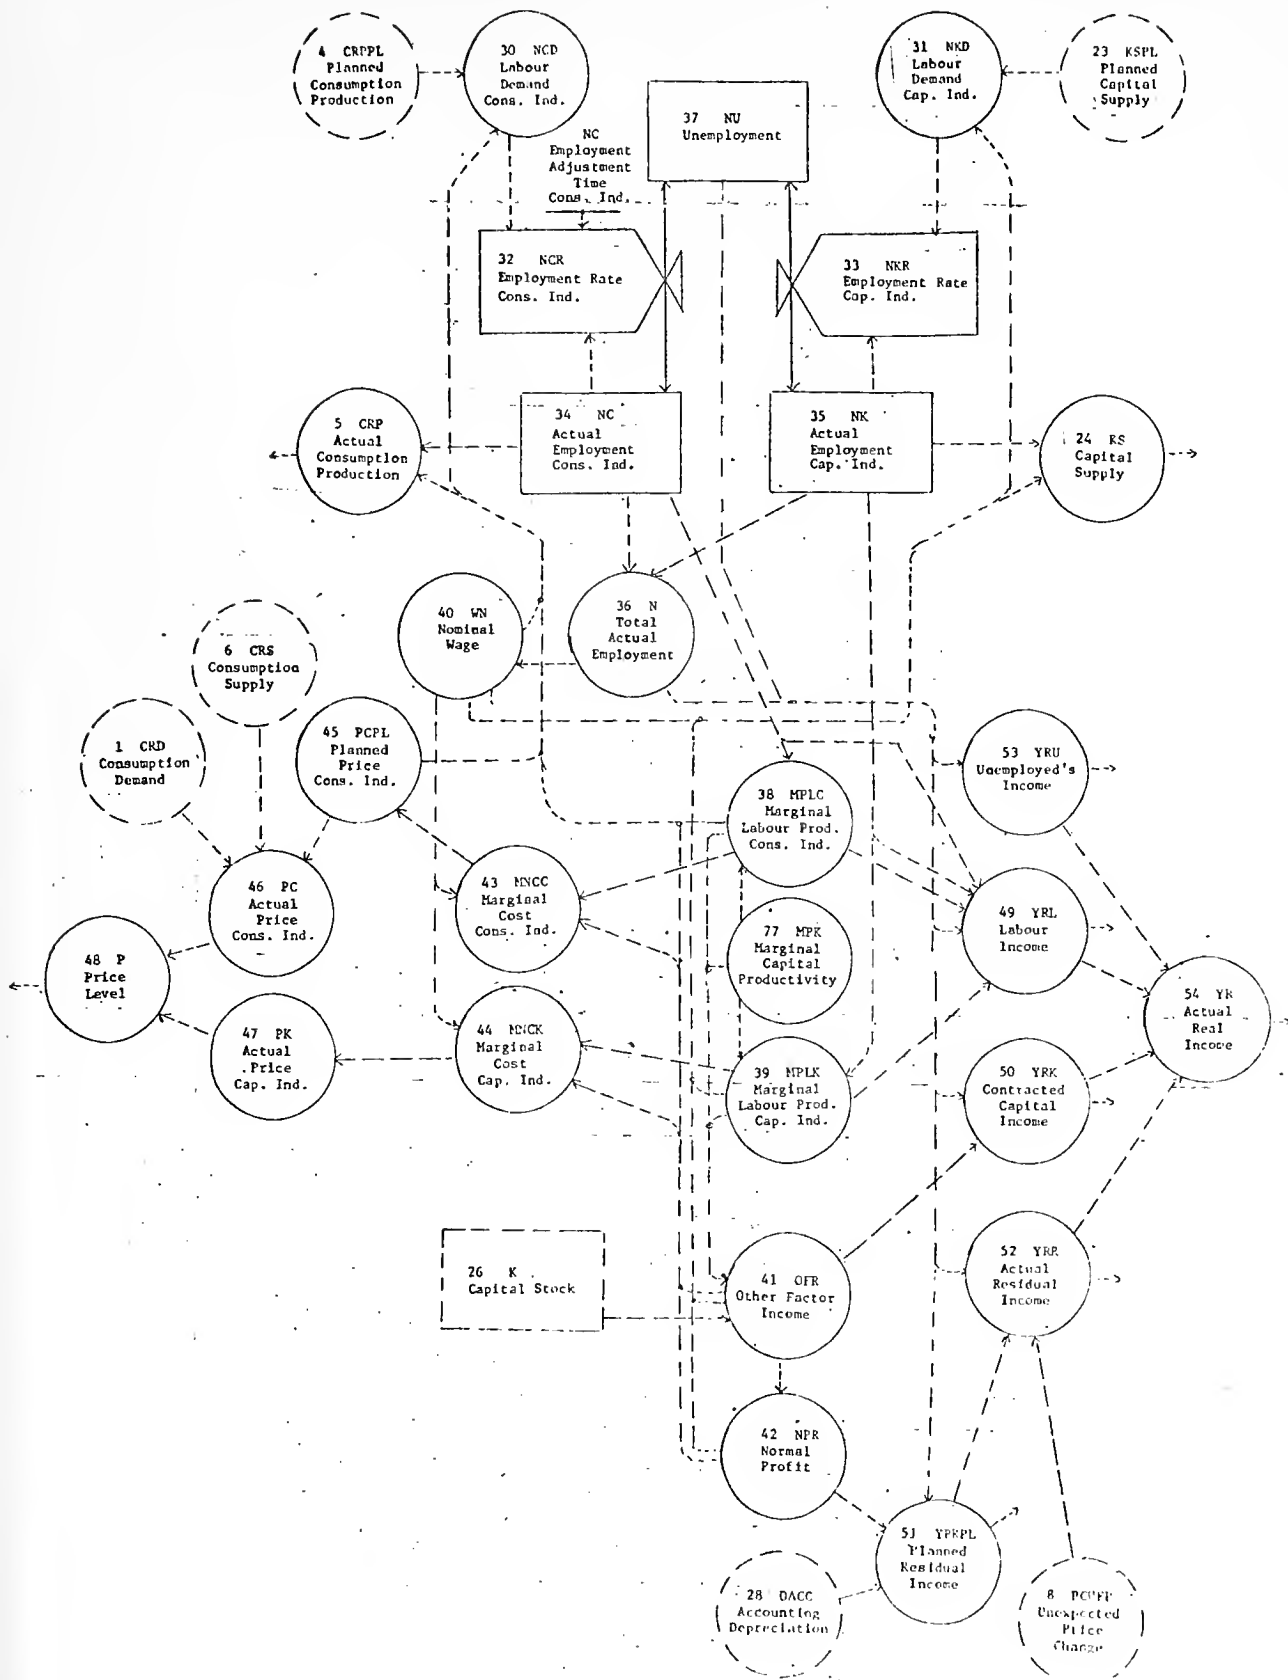 4 CRPPL
Planned
Consumption
Production
30 NCD
Labour
Demand
Cons. Ind.
31 NKD
Labour
Demand
Cap. Ind.
23 KSPL
Planned
Capital
Supply
37 NU
Unemployment
NC
Employment
Adjustment
Time
Cons. Ind.
32 NCR
Employment Rate
Cons. Ind.
33 NKR
Employment Rate
Cap. Ind.
5 CRP
Actual
Consumption
Production
34 NC
Actual
Employment
Cons. Ind.
35 NK
Actual
Employment
Cap. Ind.
24 KS
Capital
Supply
40 WN
Nominal
Wage
36 N
Total
Actual
Employment
6 CRS
Consumption
Supply
1 CRD
Consumption
Demand
45 PCPL
Planned
Price
Cons. Ind.
53 YRU
Unemployed's
Income
38 MPLC
Marginal
Labour Prod.
Cons. Ind.
46 PC
Actual
Price
Cons. Ind.
43 MNCC
Marginal
Cost
Cons. Ind.
49 YRL
Labour
Income
77 MPK
Marginal
Capital
Productivity
48 P
Price
Level
54 YR
Actual
Real
Income
47 PK
Actual
Price
Cap. Ind.
44 MNCK
Marginal
Cost
Cap. Ind.
39 MPLK
Marginal
Labour Prod.
Cap. Ind.
50 YRK
Contracted
Capital
Income
26 K
Capital Stock
41 OFR
Other Factor
Income
52 YRR
Actual
Residual
Income
42 NPR
Normal
Profit
51
Planned
Residual
Income
28 DACC
Accounting
Depreciation
8
Unexpected
Price
Change